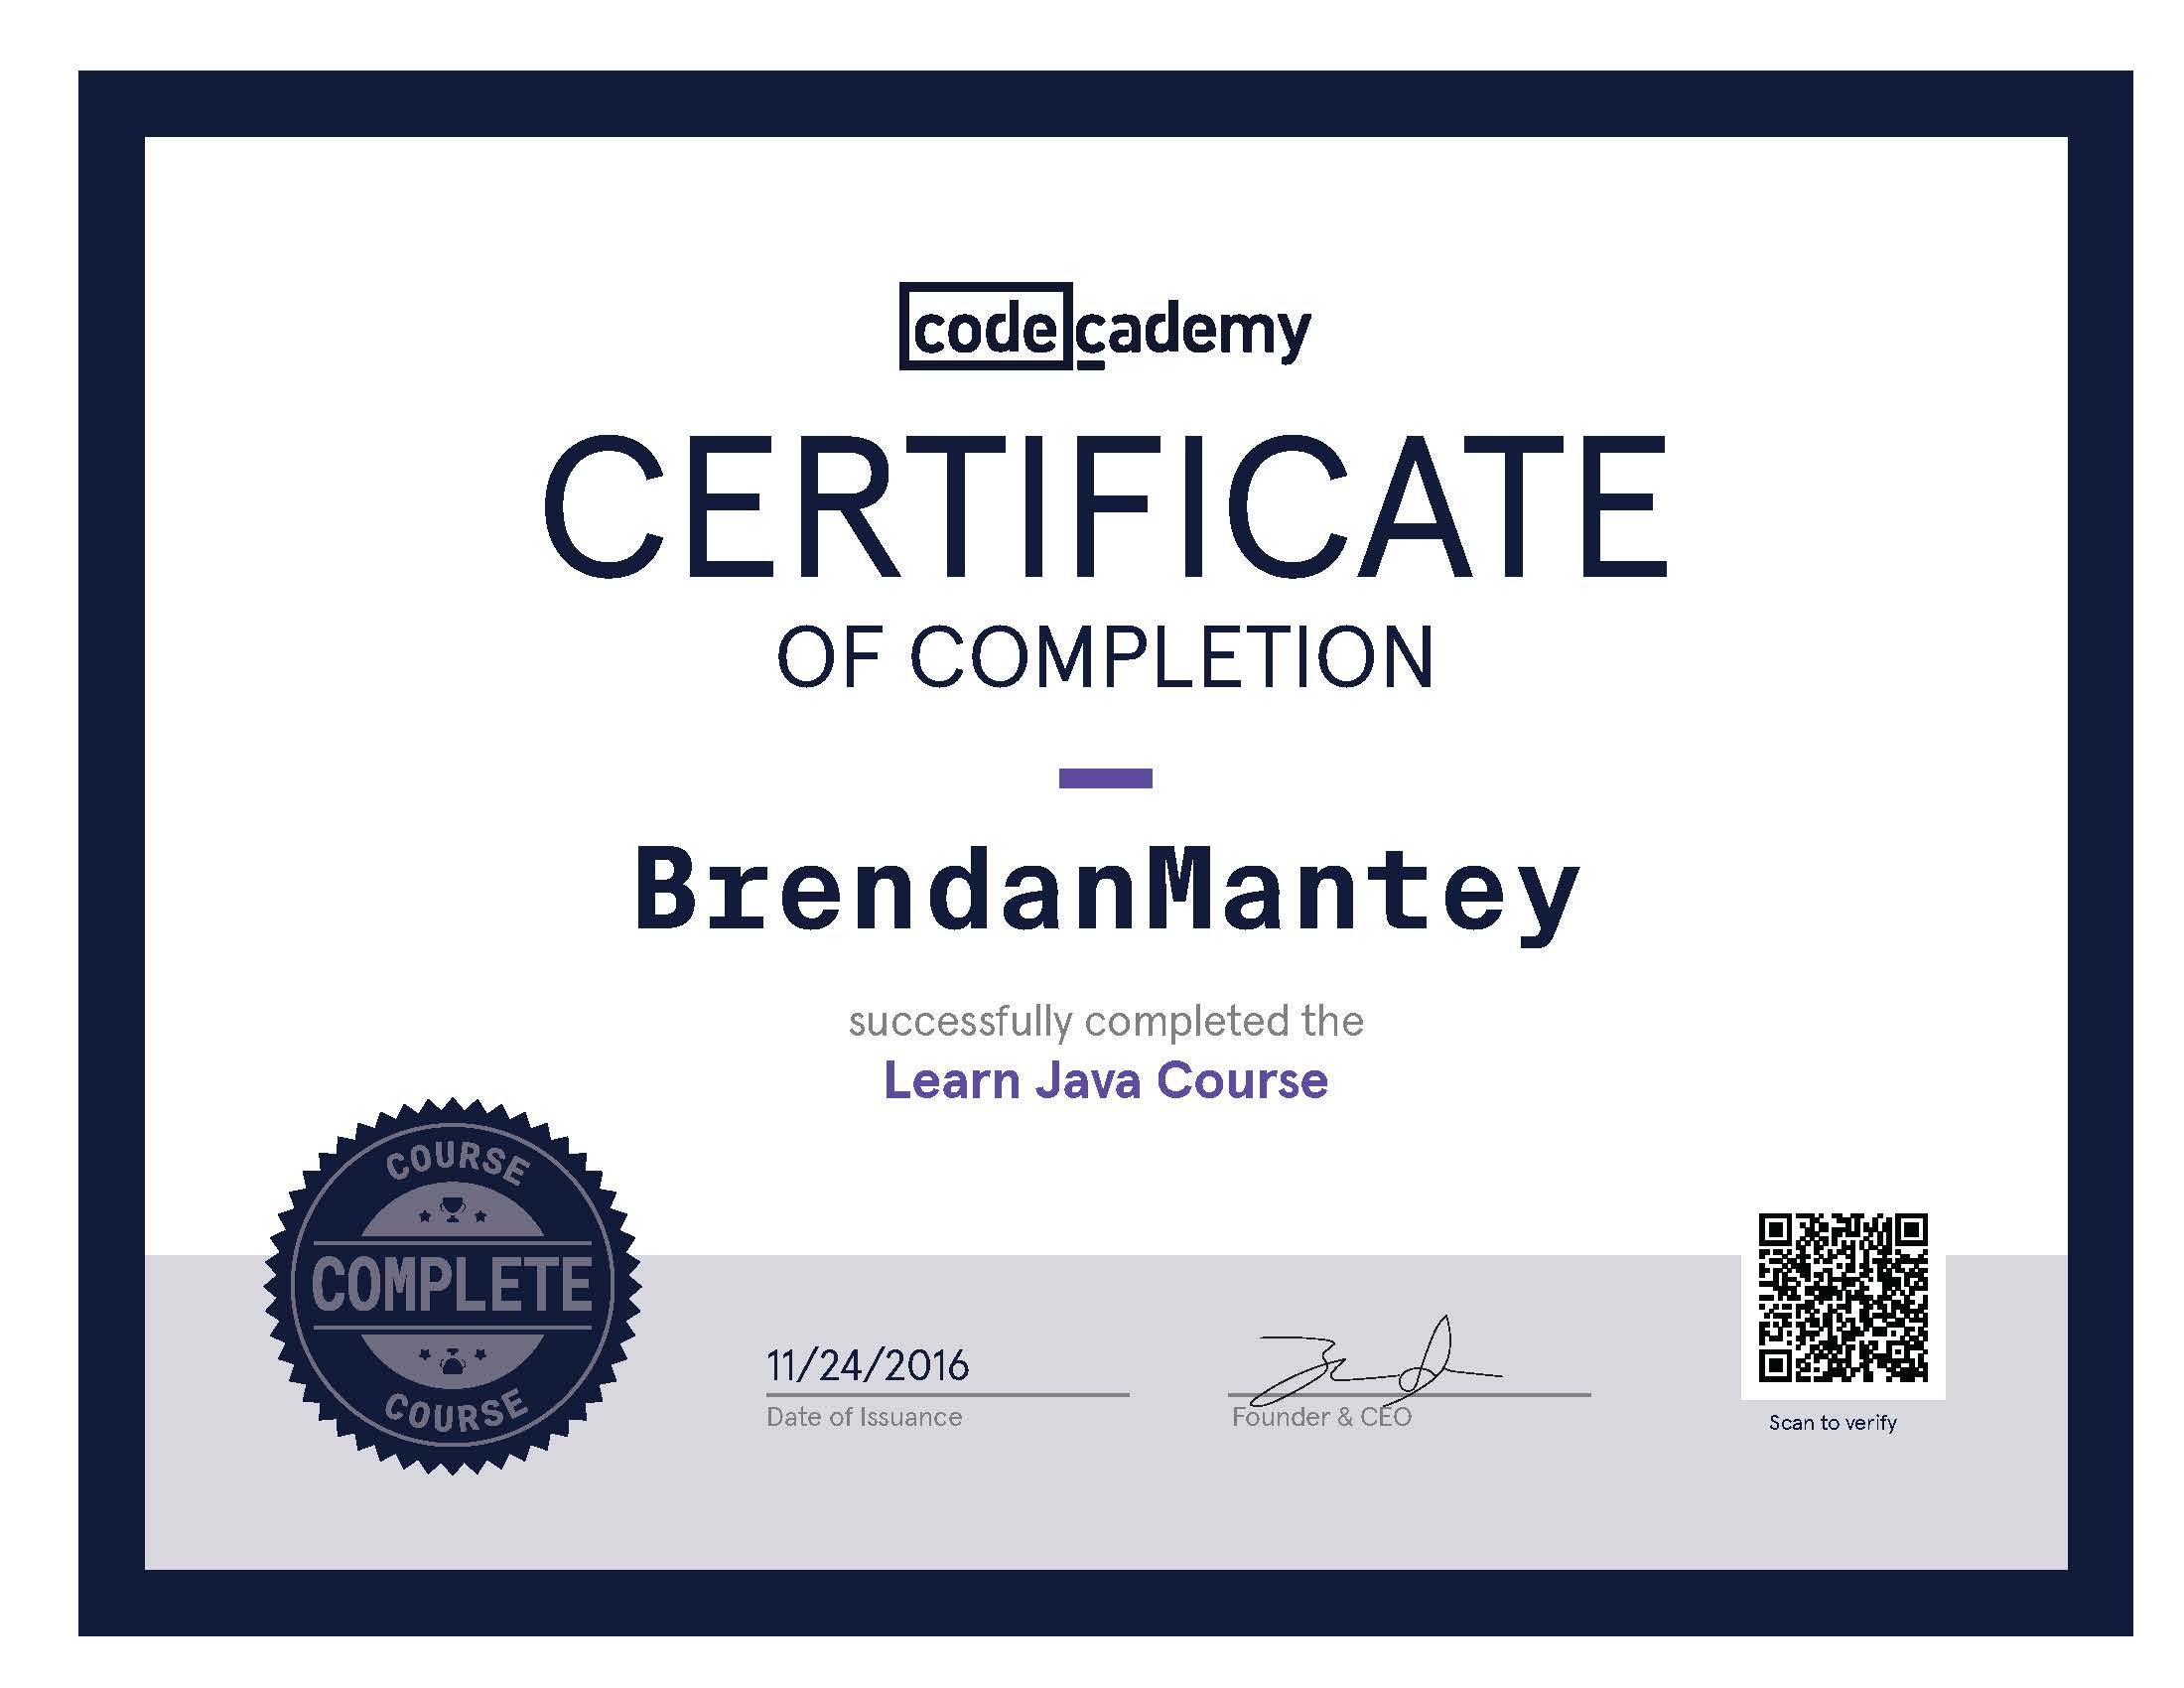 codecademy
CERTIFICATE
OF COMPLETION
BrendanMantey
successfully completed the
Learn Java Course
COURSE
COMPLETE
COURSE
11/24/2016
Date of Issuance
Founder & CEO
Scan to verify